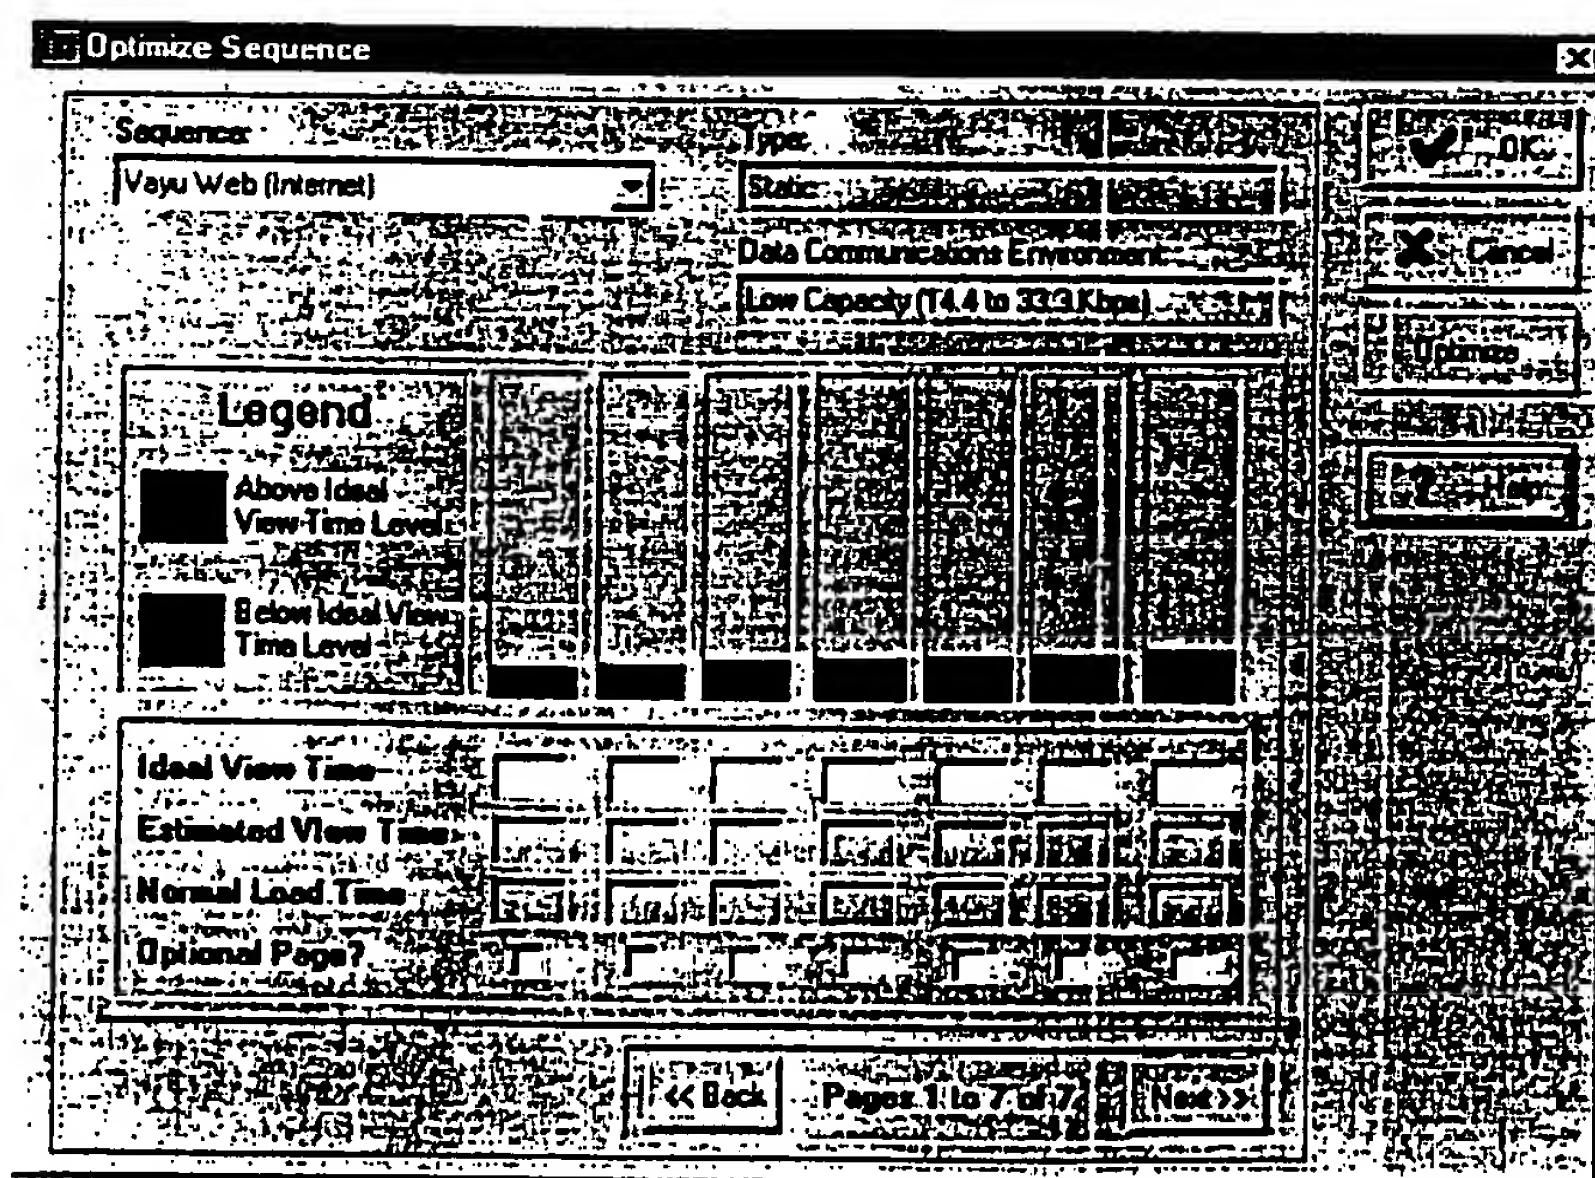 Optimize Sequence
Sequence:
Type:
Vayu Web (Internet)
Static
Data Communications Environment:
Low Capacity (14.4 to 33.3 Kbps)
OK
Cancel
Optimize
? Help
Legend
Above Ideal
View Time Level
Below Ideal View
Time Level
Ideal View Time
Estimated View Time
Normal Load Time
Optional Page?
<< Back
Pages 1 to 7 of 7
Next >>